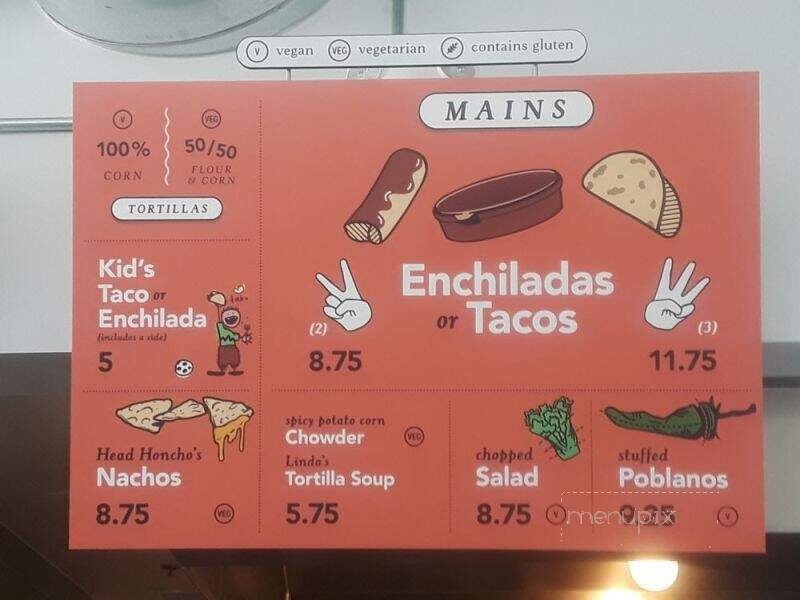 V vegan VEG vegetarian contains gluten
MAINS
V VEG
100% 50/50
CORN FLOUR
& CORN
TORTILLAS
Kid's
Taco or
Enchilada
(includes a side)
5
Enchiladas
or Tacos
(2) (3)
8.75 11.75
Head Honcho's
Nachos
8.75 VEG
spicy potato corn
Chowder VEG
Linda's
Tortilla Soup
5.75
chopped
Salad
8.75 V
stuffed
Poblanos
V
menupix